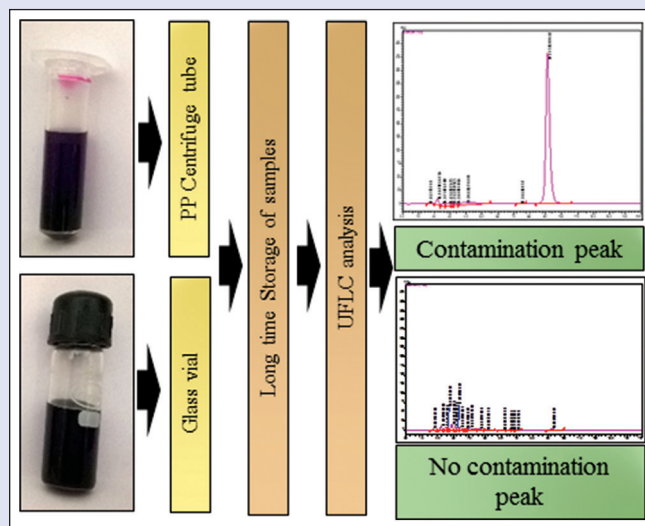 PP Centrifuge tube
Glass vial
Long time Storage of samples
UFLC analysis
Contamination peak
No contamination
peak